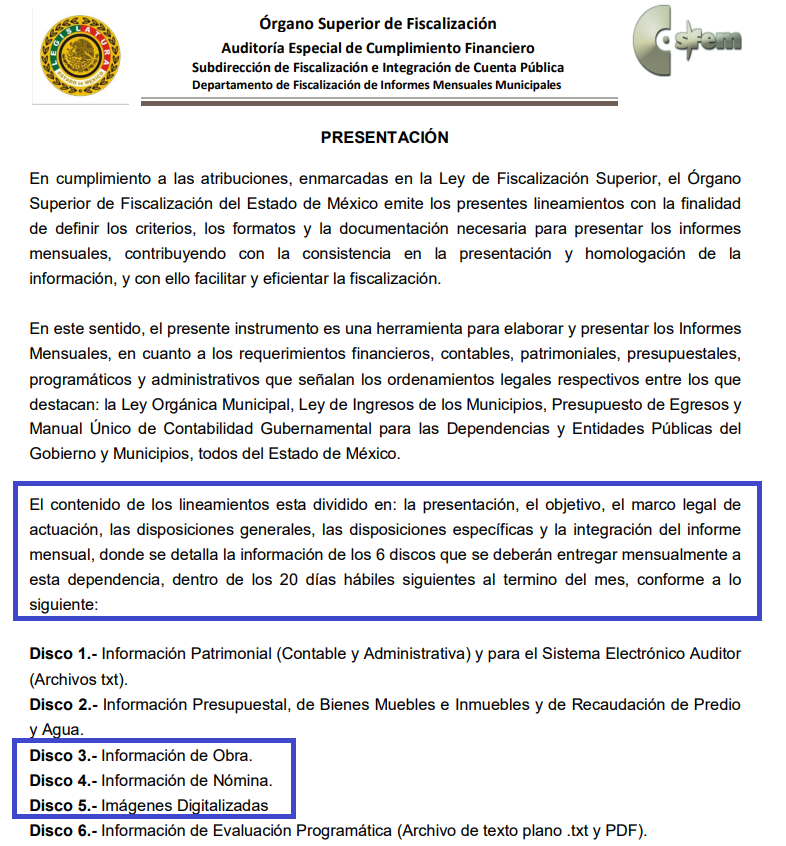 Órgano Superior de Fiscalización
Auditoría Especial de Cumplimiento Financiero
Subdirección de Fiscalización e Integración de Cuenta Pública
Departamento de Fiscalización de Informes Mensuales Municipales
LEGISLATURA
ESTADO DE MÉXICO
osfem
PRESENTACIÓN
En cumplimiento a las atribuciones, enmarcadas en la Ley de Fiscalización Superior, el Órgano
Superior de Fiscalización del Estado de México emite los presentes lineamientos con la finalidad
de definir los criterios, los formatos y la documentación necesaria para presentar los informes
mensuales, contribuyendo con la consistencia en la presentación y homologación de la
información, y con ello facilitar y eficientar la fiscalización.
En este sentido, el presente instrumento es una herramienta para elaborar y presentar los Informes
Mensuales, en cuanto a los requerimientos financieros, contables, patrimoniales, presupuestales,
programáticos y administrativos que señalan los ordenamientos legales respectivos entre los que
destacan: la Ley Orgánica Municipal, Ley de Ingresos de los Municipios, Presupuesto de Egresos y
Manual Único de Contabilidad Gubernamental para las Dependencias y Entidades Públicas del
Gobierno y Municipios, todos del Estado de México.
El contenido de los lineamientos esta dividido en: la presentación, el objetivo, el marco legal de
actuación, las disposiciones generales, las disposiciones específicas y la integración del informe
mensual, donde se detalla la información de los 6 discos que se deberán entregar mensualmente a
esta dependencia, dentro de los 20 días hábiles siguientes al termino del mes, conforme a lo
siguiente:
Disco 1.- Información Patrimonial (Contable y Administrativa) y para el Sistema Electrónico Auditor
(Archivos txt).
Disco 2.- Información Presupuestal, de Bienes Muebles e Inmuebles y de Recaudación de Predio
y Agua.
Disco 3.- Información de Obra.
Disco 4.- Información de Nómina.
Disco 5.- Imágenes Digitalizadas
Disco 6.- Información de Evaluación Programática (Archivo de texto plano .txt y PDF).